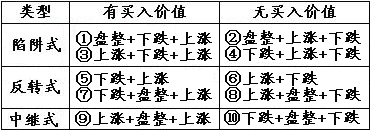 类型 有买入价值 无买入价值
陷阱式 ①盘整+下跌+上涨 ②盘整+上涨+下跌
③上涨+下跌+上涨 ④下跌+上涨+下跌
反转式 ⑤下跌+上涨 ⑥上涨+下跌
⑦下跌+盘整+上涨 ⑧上涨+盘整+下跌
中继式 ⑨上涨+盘整+上涨 ⑩下跌+盘整+下跌